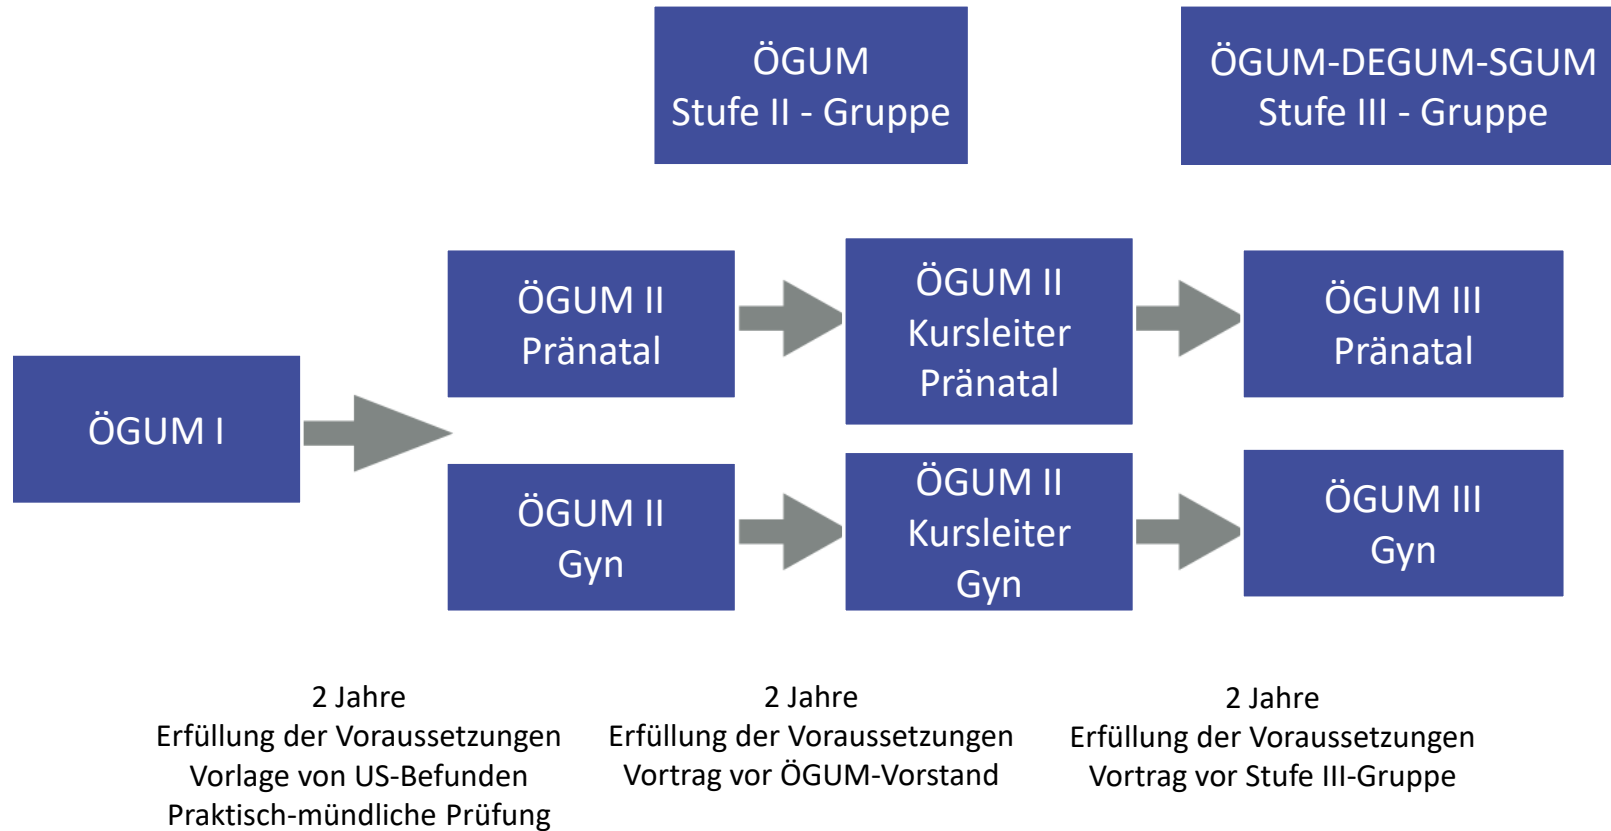 ÖGUM
Stufe II - Gruppe
ÖGUM-DEGUM-SGUM
Stufe III - Gruppe
ÖGUM I
ÖGUM II
Pränatal
ÖGUM II
Kursleiter
Pränatal
ÖGUM III
Pränatal
ÖGUM II
Gyn
ÖGUM II
Kursleiter
Gyn
ÖGUM III
Gyn
2 Jahre
Erfüllung der Voraussetzungen
Vorlage von US-Befunden
Praktisch-mündliche Prüfung
2 Jahre
Erfüllung der Voraussetzungen
Vortrag vor ÖGUM-Vorstand
2 Jahre
Erfüllung der Voraussetzungen
Vortrag vor Stufe III-Gruppe